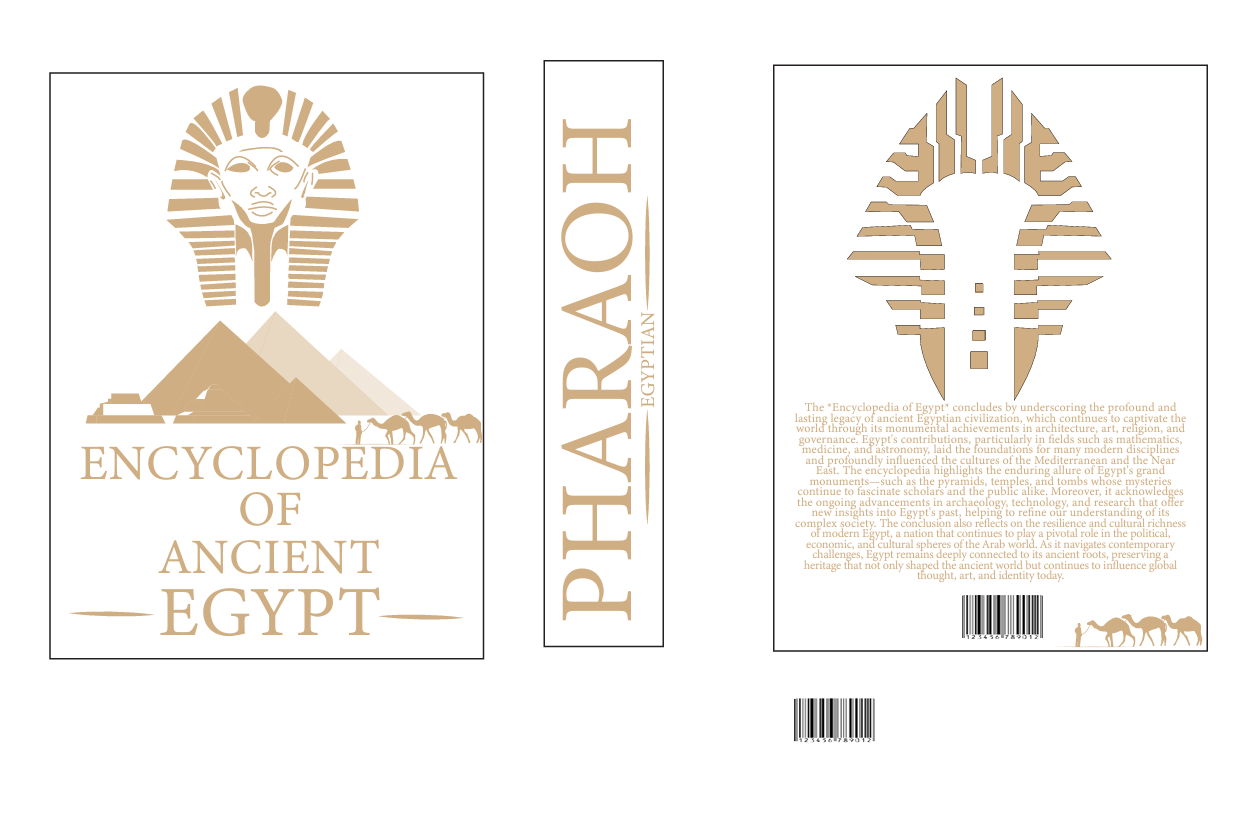 ENCYCLOPEDIA
OF
ANCIENT
EGYPT
PHARAOH
EGYPTIAN
The *Encyclopedia of Egypt* concludes by underscoring the profound and
lasting legacy of ancient Egyptian civilization, which continues to captivate the
world through its monumental achievements in architecture, art, religion, and
governance. Egypt's contributions, particularly in fields such as mathematics,
medicine, and astronomy, laid the foundations for many modern disciplines
and profoundly influenced the cultures of the Mediterranean and the Near
East. The encyclopedia highlights the enduring allure of Egypt's grand
monuments—such as the pyramids, temples, and tombs whose mysteries
continue to fascinate scholars and the public alike. Moreover, it acknowledges
the ongoing advancements in archaeology, technology, and research that offer
new insights into Egypt's past, helping to refine our understanding of its
complex society. The conclusion also reflects on the resilience and cultural richness
of modern Egypt, a nation that continues to play a pivotal role in the political,
economic, and cultural spheres of the Arab world. As it navigates contemporary
challenges, Egypt remains deeply connected to its ancient roots, preserving a
heritage that not only shaped the ancient world but continues to influence global
thought, art, and identity today.
123456 789012
123456 789012